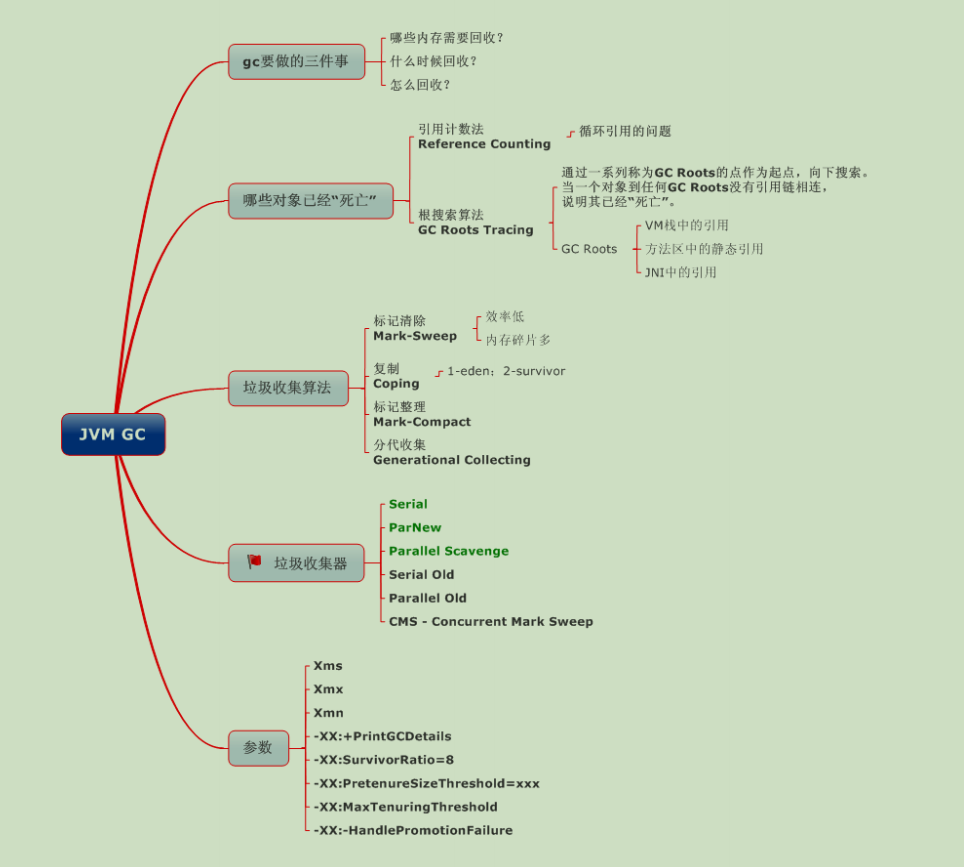 JVM GC
gc要做的三件事
哪些内存需要回收?
什么时候回收?
怎么回收?
哪些对象已经“死亡”
引用计数法
Reference Counting
循环引用的问题
根搜索算法
GC Roots Tracing
通过一系列称为GC Roots的点作为起点，向下搜索。
当一个对象到任何GC Roots没有引用链相连，
说明其已经“死亡”。
GC Roots
VM栈中的引用
方法区中的静态引用
JNI中的引用
垃圾收集算法
标记清除
Mark-Sweep
效率低
内存碎片多
复制
Coping
1-eden；2-survivor
标记整理
Mark-Compact
分代收集
Generational Collecting
垃圾收集器
Serial
ParNew
Parallel Scavenge
Serial Old
Parallel Old
CMS - Concurrent Mark Sweep
参数
Xms
Xmx
Xmn
-XX:+PrintGCDetails
-XX:SurvivorRatio=8
-XX:PretenureSizeThreshold=xxx
-XX:MaxTenuringThreshold
-XX:-HandlePromotionFailure